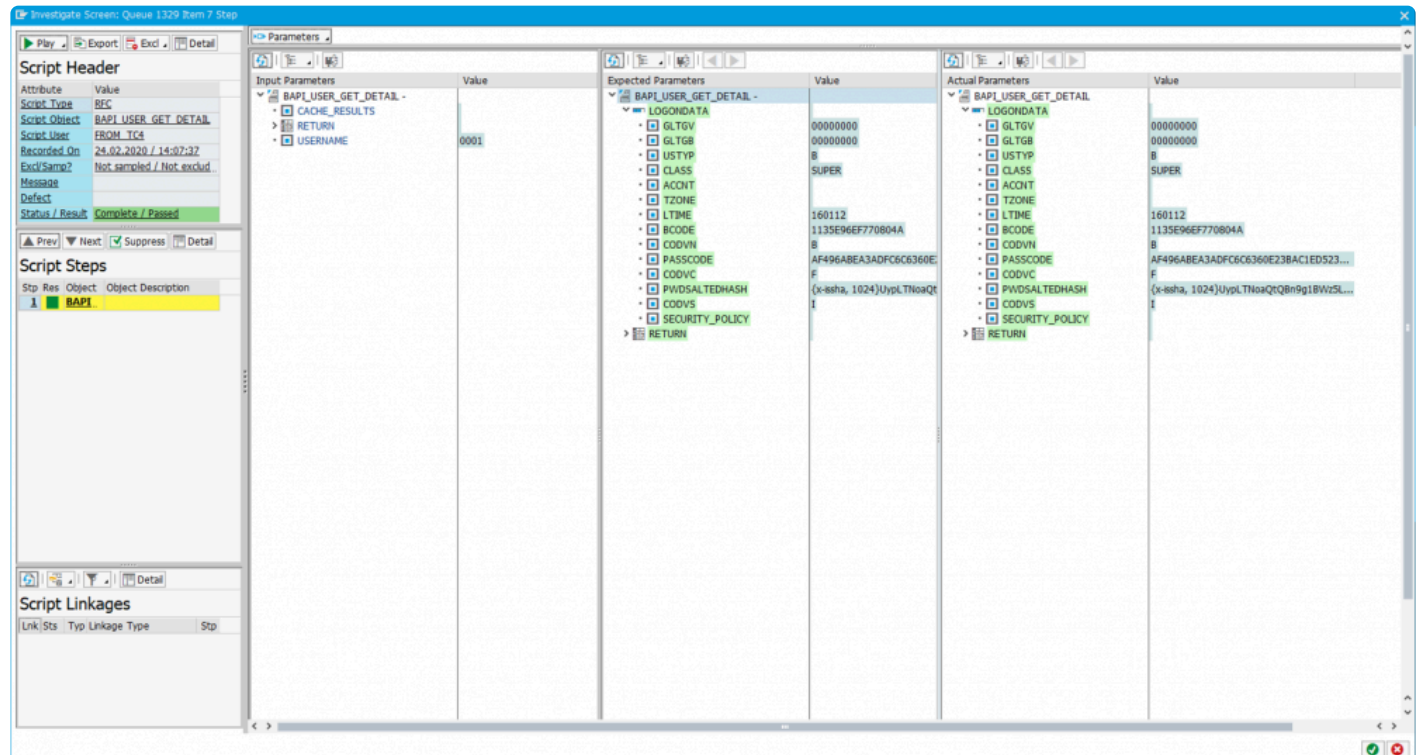 Investigate Screen: Queue 1329 Item 7 Step
Play Export Excl Detail
Script Header
Attribute Value
Script Type RFC
Script Object BAPI_USER_GET_DETAIL
Script User FROM_TC4
Recorded On 24.02.2020 / 14:07:37
Excl/Samp? Not sampled / Not exclud
Message
Defect
Status / Result Complete / Passed
Prev Next Suppress Detail
Script Steps
Stp Res Object Object Description
1 BAPI
Detail
Script Linkages
Lnk Sts Typ Linkage Type Stp
Parameters
Input Parameters Value
BAPI_USER_GET_DETAIL -
CACHE_RESULTS
RETURN
USERNAME 0001
Expected Parameters Value
BAPI_USER_GET_DETAIL -
LOGONDATA
GLTGV 00000000
GLTGB 00000000
USTYP B
CLASS SUPER
ACCNT
TZONE
LTIME 160112
BCODE 1135E96EF770804A
CODVN B
PASSCODE AF496ABEA3ADFC6C6360E
CODVC F
PWDSALTEDHASH {x-issha, 1024}UypLTNoaQt
CODVS I
SECURITY_POLICY
RETURN
Actual Parameters Value
BAPI_USER_GET_DETAIL
LOGONDATA
GLTGV 00000000
GLTGB 00000000
USTYP B
CLASS SUPER
ACCNT
TZONE
LTIME 160112
BCODE 1135E96EF770804A
CODVN B
PASSCODE AF496ABEA3ADFC6C6360E23BAC1ED523...
CODVC F
PWDSALTEDHASH {x-issha, 1024}UypLTNoaQtQBn9g1BWz5L...
CODVS I
SECURITY_POLICY
RETURN